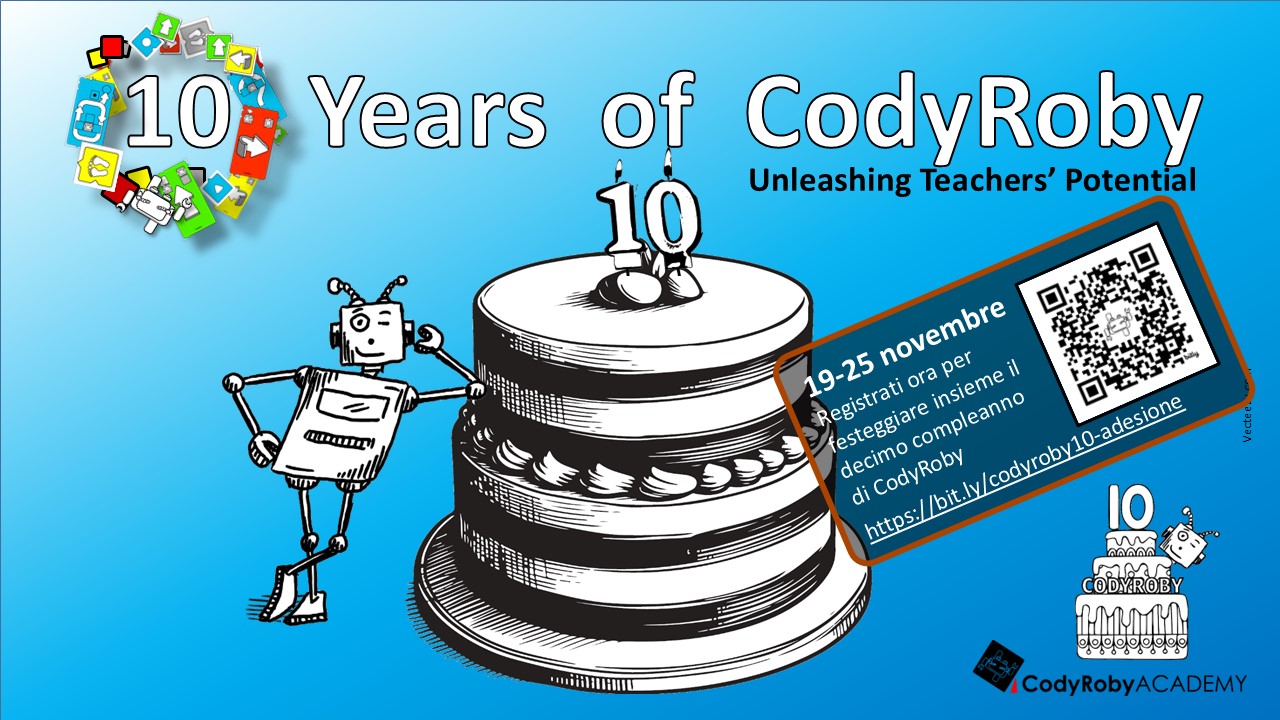 10 Years of CodyRoby
Unleashing Teachers’ Potential
10
19-25 novembre
Registrati ora per
festeggiare insieme il
decimo compleanno
di CodyRoby
https://bit.ly/codyroby10-adesione
bitly
10
CODYROBY
CodyRobyACADEMY